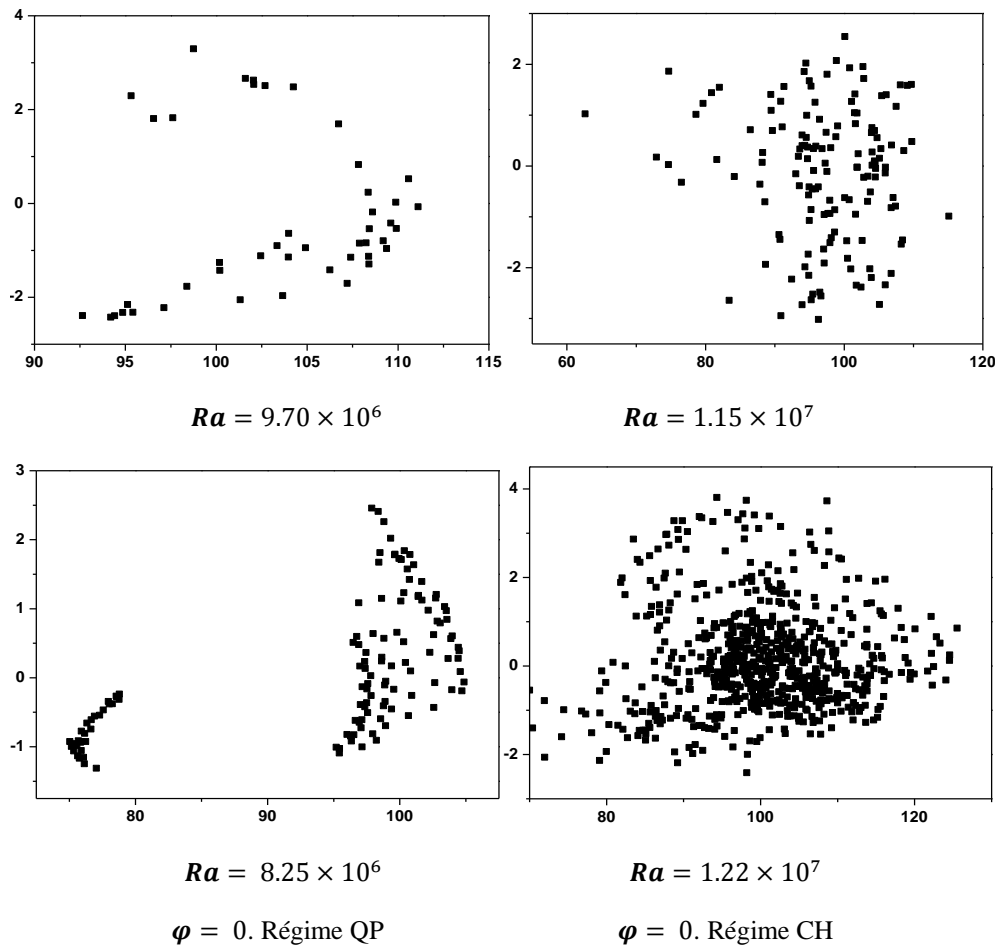 4
2
0
-2
90 95 100 105 110 115
2
0
-2
60 80 100 120
Ra = 9.70 × 10⁶
Ra = 1.15 × 10⁷
3
2
1
0
-1
80 90 100
4
2
0
-2
80 100 120
Ra = 8.25 × 10⁶
Ra = 1.22 × 10⁷
φ = 0. Régime QP
φ = 0. Régime CH